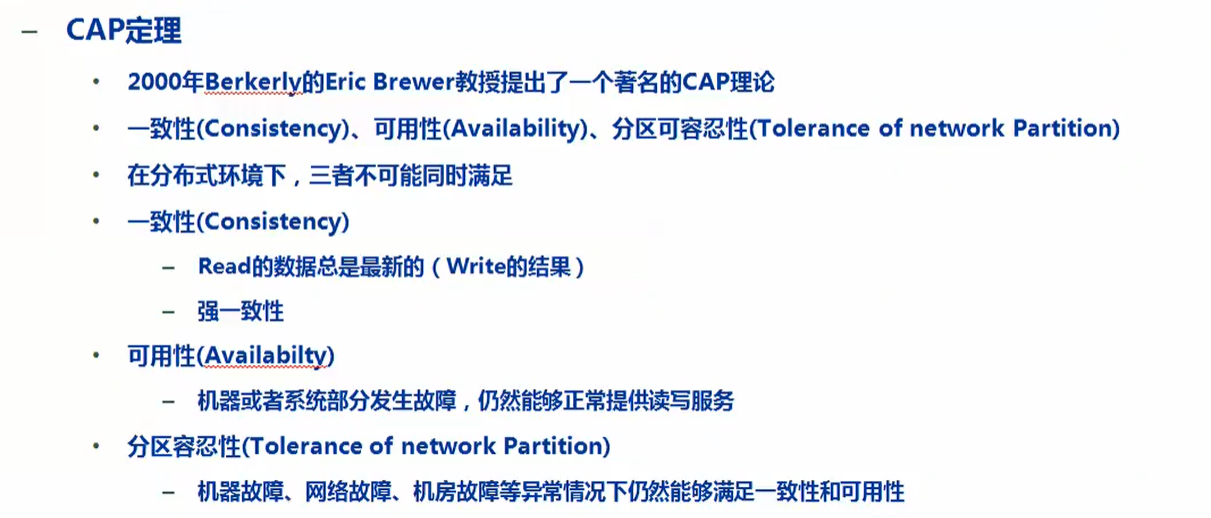 – CAP定理
• 2000年Berkerly的Eric Brewer教授提出了一个著名的CAP理论
• 一致性(Consistency)、可用性(Availability)、分区可容忍性(Tolerance of network Partition)
• 在分布式环境下，三者不可能同时满足
• 一致性(Consistency)
– Read的数据总是最新的（Write的结果）
– 强一致性
• 可用性(Availabilty)
– 机器或者系统部分发生故障，仍然能够正常提供读写服务
• 分区容忍性(Tolerance of network Partition)
– 机器故障、网络故障、机房故障等异常情况下仍然能够满足一致性和可用性